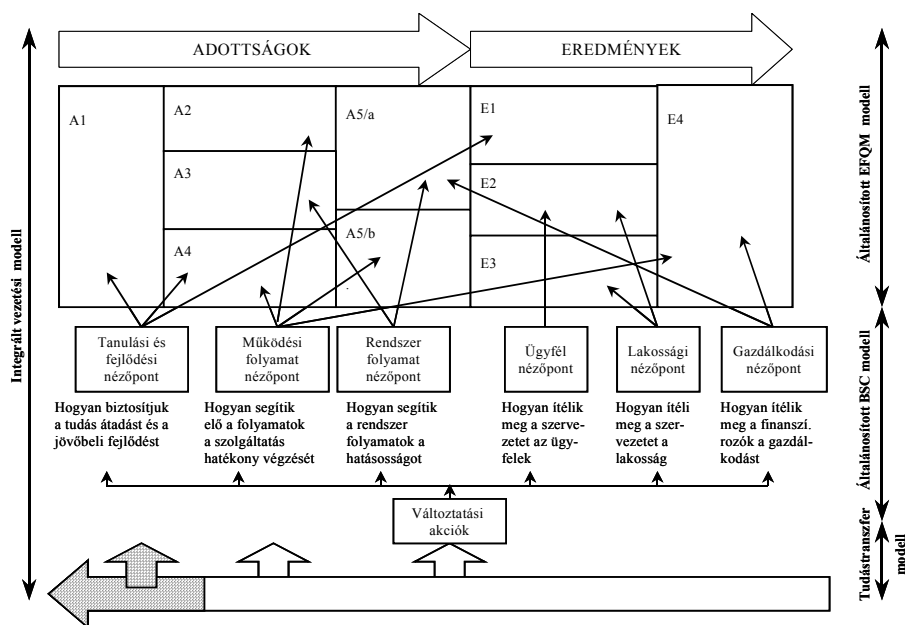 ADOTTSÁGOK
EREDMÉNYEK
A1
A2
A3
A4
A5/a
A5/b
E1
E2
E3
E4
Tanulási és
fejlődési
nézőpont
Működési
folyamat
nézőpont
Rendszer
folyamat
nézőpont
Ügyfél
nézőpont
Lakossági
nézőpont
Gazdálkodási
nézőpont
Hogyan biztosítjuk
a tudás átadást és a
jövőbeli fejlődést
Hogyan segítik
elő a folyamatok
a szolgáltatás
hatékony végzését
Hogyan segítik
a rendszer
folyamatok a
hatásosságot
Hogyan ítélik
meg a szerve-
zetet az ügy-
felek
Hogyan ítéli
meg a szer-
vezetet a
lakosság
Hogyan ítélik
meg a finanszí.
rozók a gazdál-
kodást
Változtatási
akciók
Integrált vezetési modell
Általánosított EFQM modell
Általánosított BSC modell
Tudástranszfer
modell